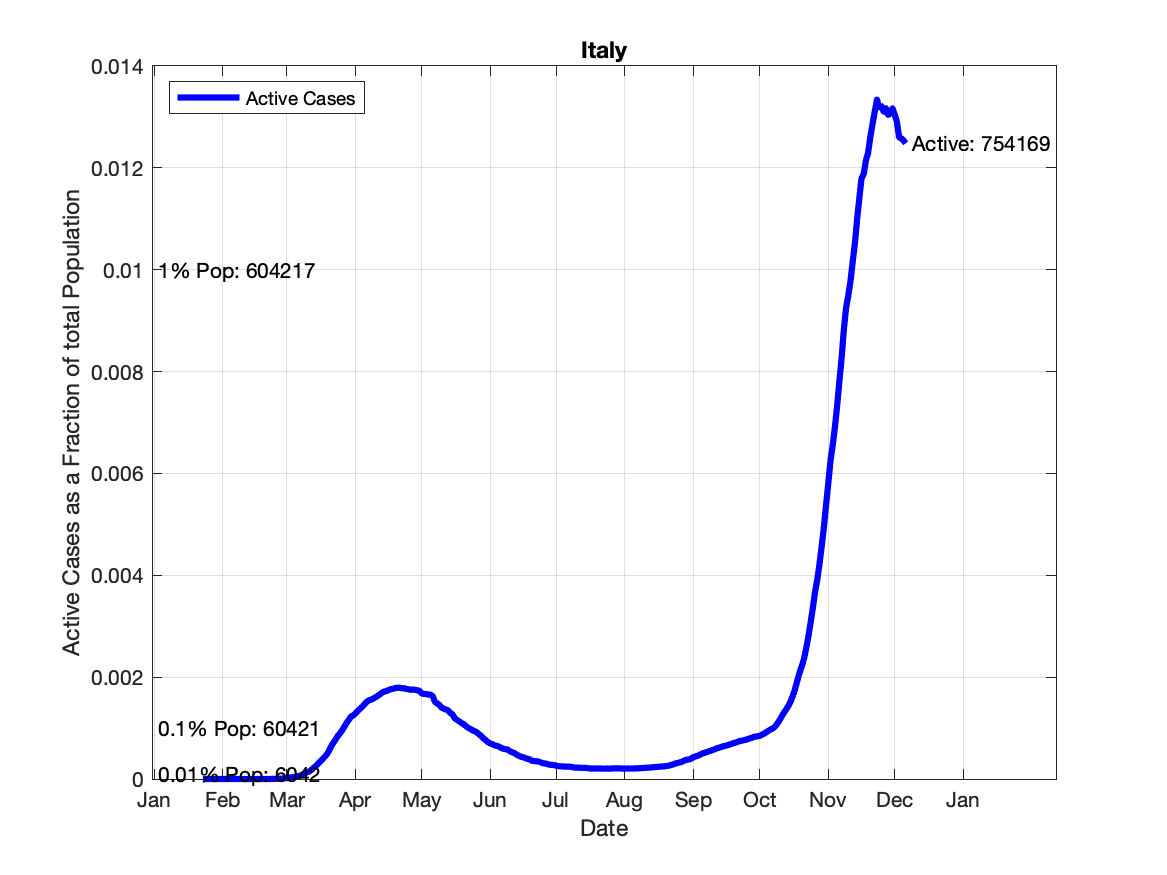 Italy
Active Cases
Active Cases as a Fraction of total Population
0.014
0.012
0.01
0.008
0.006
0.004
0.002
0
1% Pop: 604217
0.1% Pop: 60421
0.01% Pop: 6042
Active: 754169
Jan Feb Mar Apr May Jun Jul Aug Sep Oct Nov Dec Jan
Date